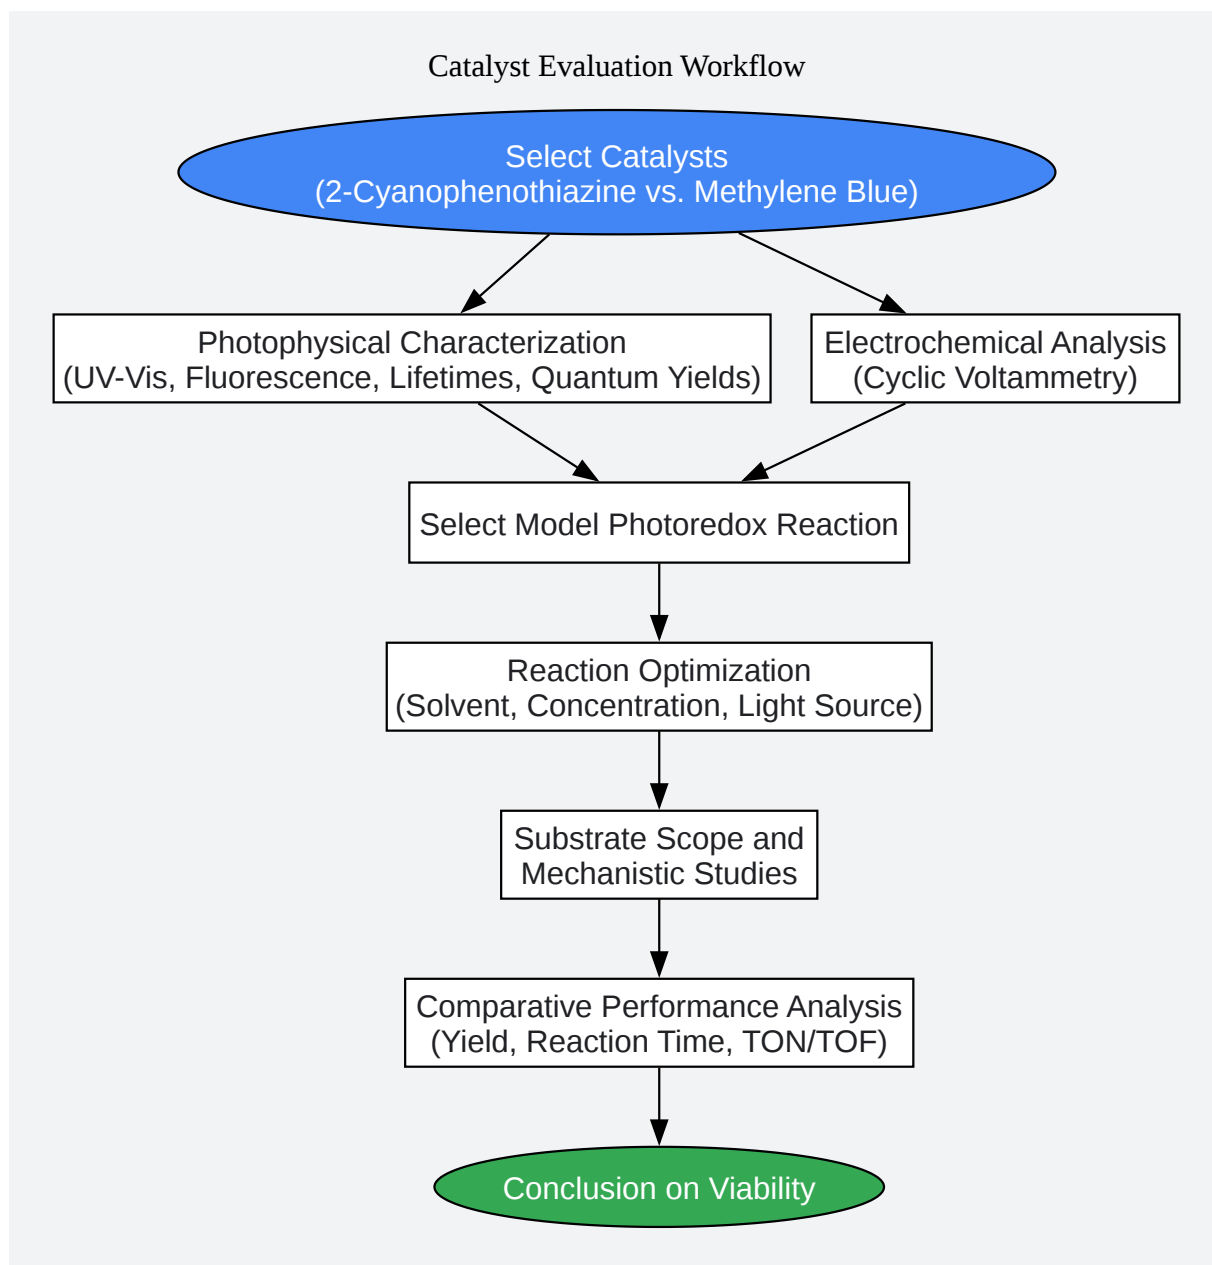 Catalyst Evaluation Workflow
Select Catalysts
(2-Cyanophenothiazine vs. Methylene Blue)
Photophysical Characterization
(UV-Vis, Fluorescence, Lifetimes, Quantum Yields)
Electrochemical Analysis
(Cyclic Voltammetry)
Select Model Photoredox Reaction
Reaction Optimization
(Solvent, Concentration, Light Source)
Substrate Scope and
Mechanistic Studies
Comparative Performance Analysis
(Yield, Reaction Time, TON/TOF)
Conclusion on Viability